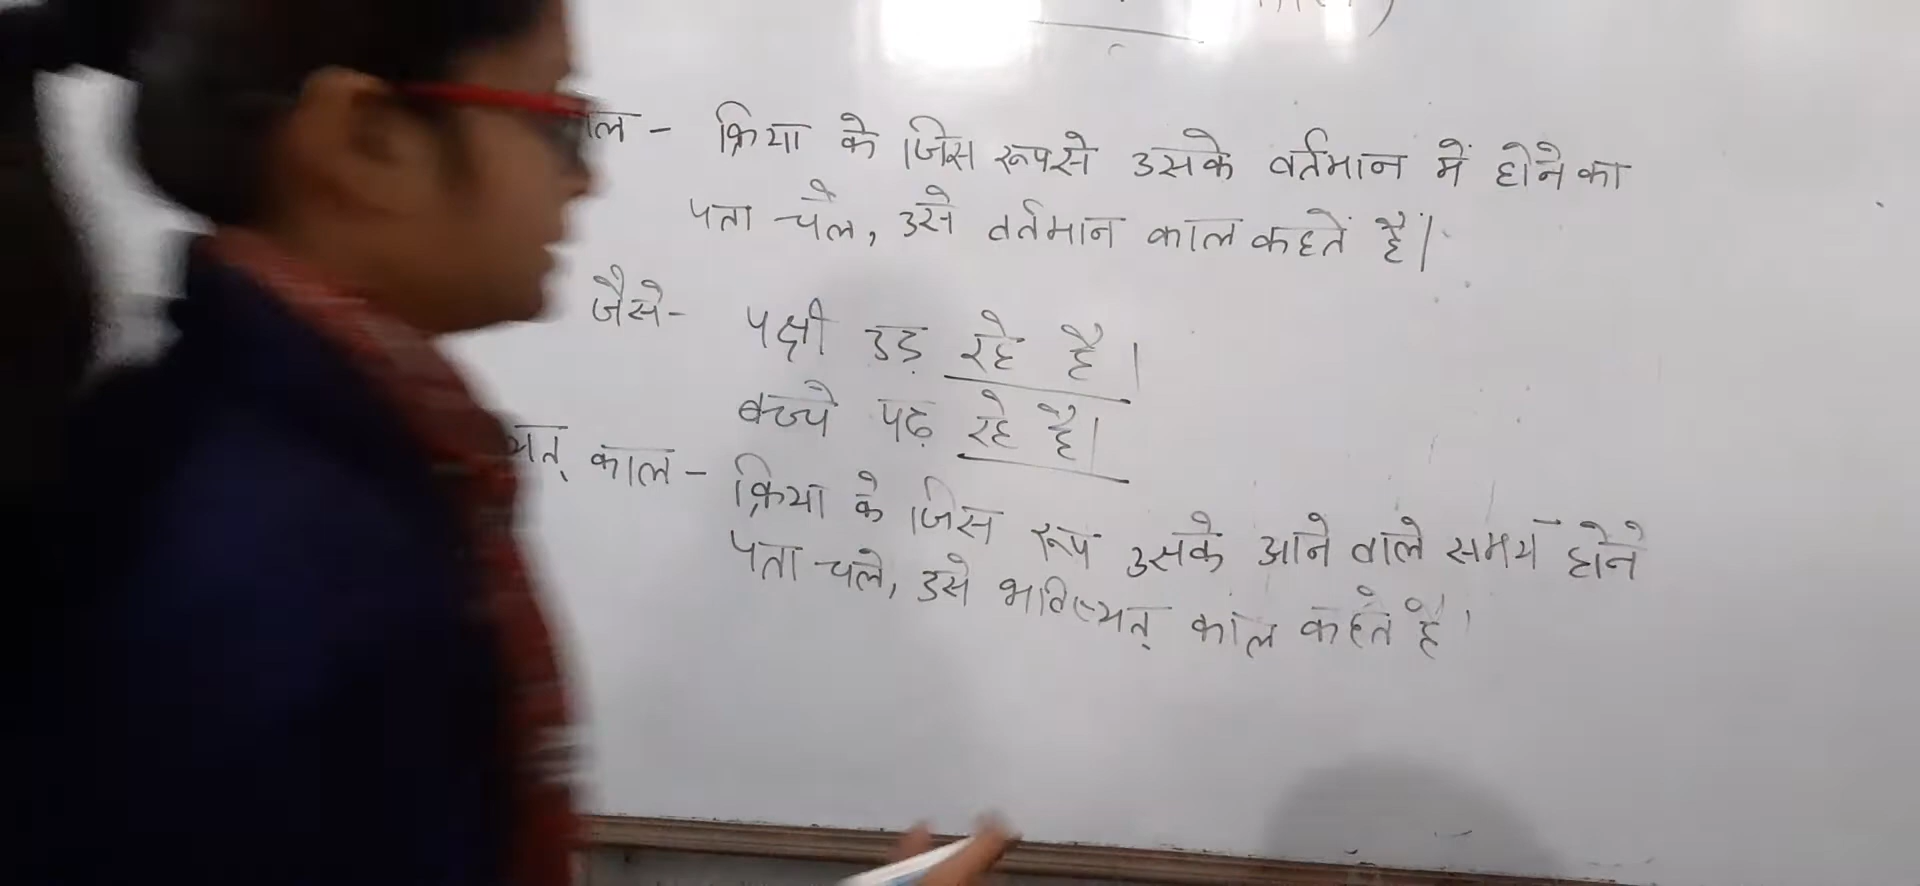 क्रिया के जिस रूपसे उसके वर्तमान में होने का
पता चले, उसे वर्तमान काल कहतें हैं।
जैसे- पक्षी उड़ रहे हैं।
बच्चे पढ़ रहे हैं।
काल - क्रिया के जिस रूप उसके आने वाले समय होने
पता चले, उसे भविष्यत् काल कहते हैं।